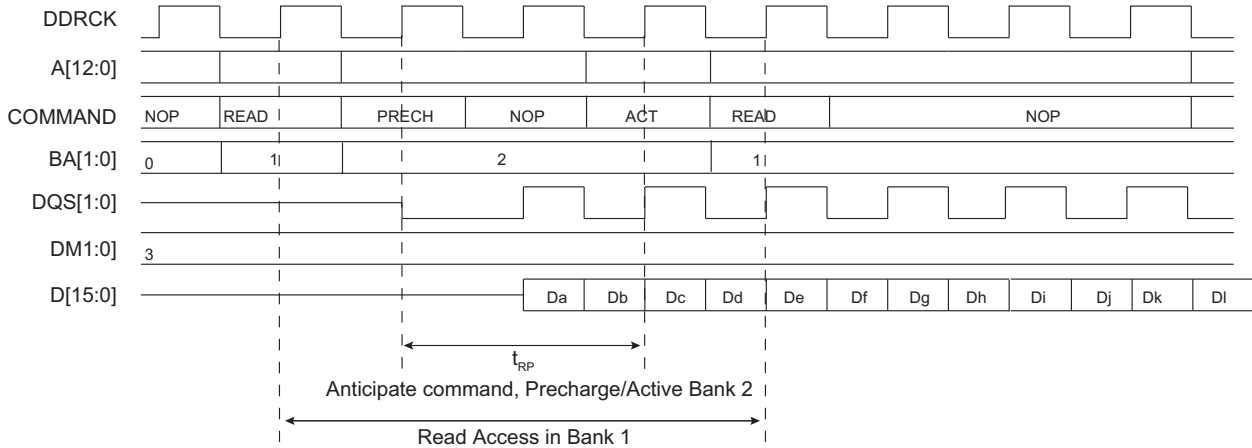 DDRCK
A[12:0]
COMMAND NOP READ PRECH NOP ACT READ NOP
BA[1:0] 0 1 2 1
DQS[1:0]
DM1:0] 3
D[15:0] Da Db Dc Dd De Df Dg Dh Di Dj Dk Dl
tRP
Anticipate command, Precharge/Active Bank 2
Read Access in Bank 1